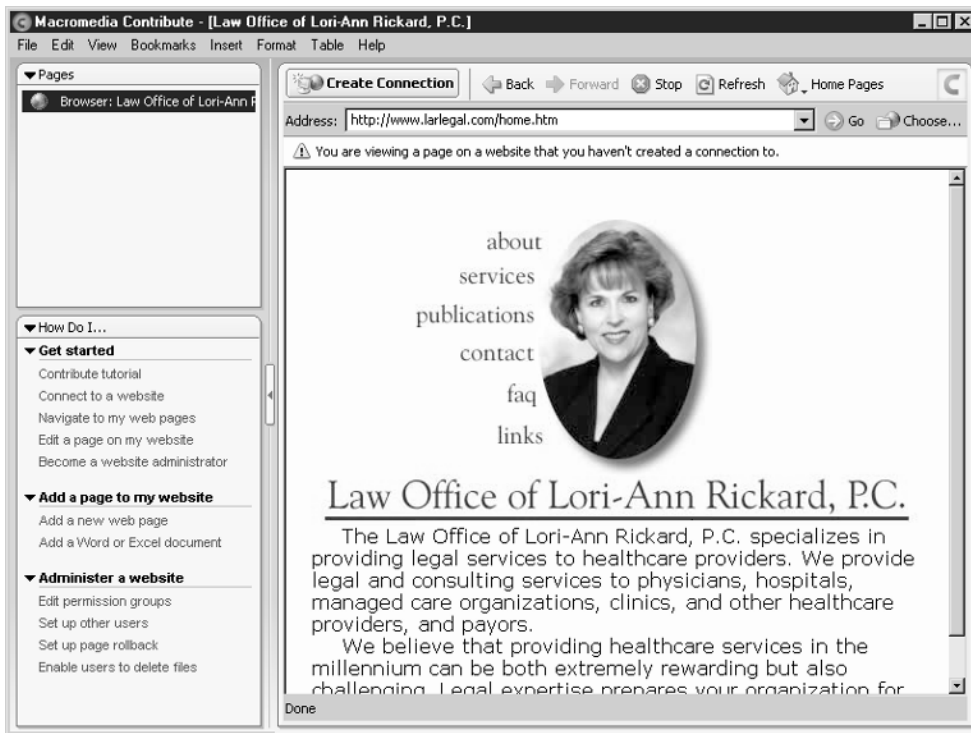 Macromedia Contribute - [Law Office of Lori-Ann Rickard, P.C.]
File Edit View Bookmarks Insert Format Table Help
Pages
Browser: Law Office of Lori-Ann
How Do I...
Get started
Contribute tutorial
Connect to a website
Navigate to my web pages
Edit a page on my website
Become a website administrator
Add a page to my website
Add a new web page
Add a Word or Excel document
Administer a website
Edit permission groups
Set up other users
Set up page rollback
Enable users to delete files
Create Connection Back Forward Stop Refresh Home Pages
Address: http://www.larlegal.com/home.htm Go Choose...
You are viewing a page on a website that you haven't created a connection to.
about
services
publications
contact
faq
links
Law Office of Lori-Ann Rickard, P.C.
The Law Office of Lori-Ann Rickard, P.C. specializes in
providing legal services to healthcare providers. We provide
legal and consulting services to physicians, hospitals,
managed care organizations, clinics, and other healthcare
providers, and payors.
We believe that providing healthcare services in the
millennium can be both extremely rewarding but also
challenging. Legal expertise prepares your organization for
Done